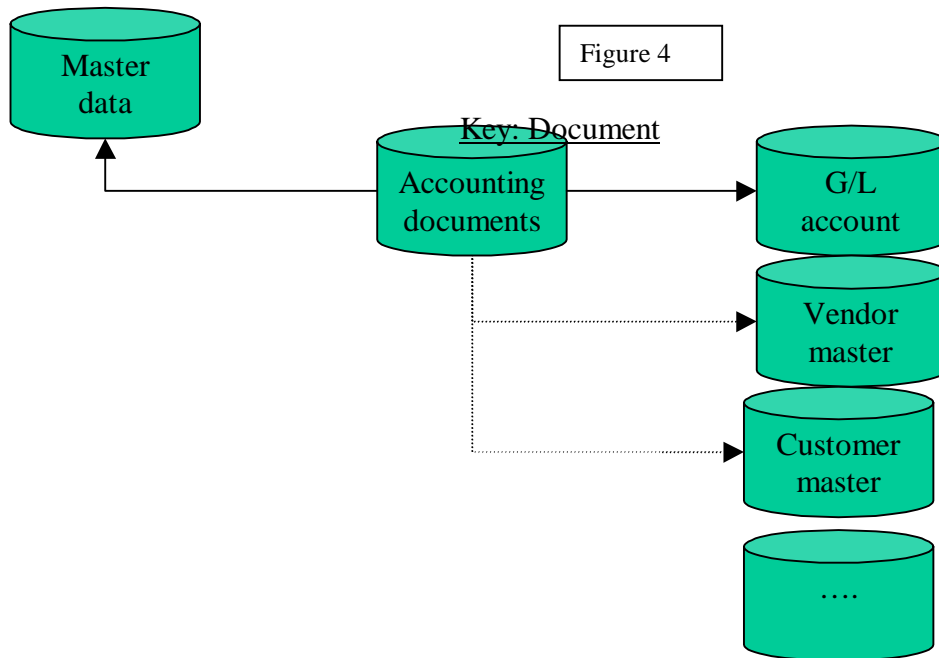 Figure 4
Master
data
Key: Document
Accounting
documents
G/L
account
Vendor
master
Customer
master
….